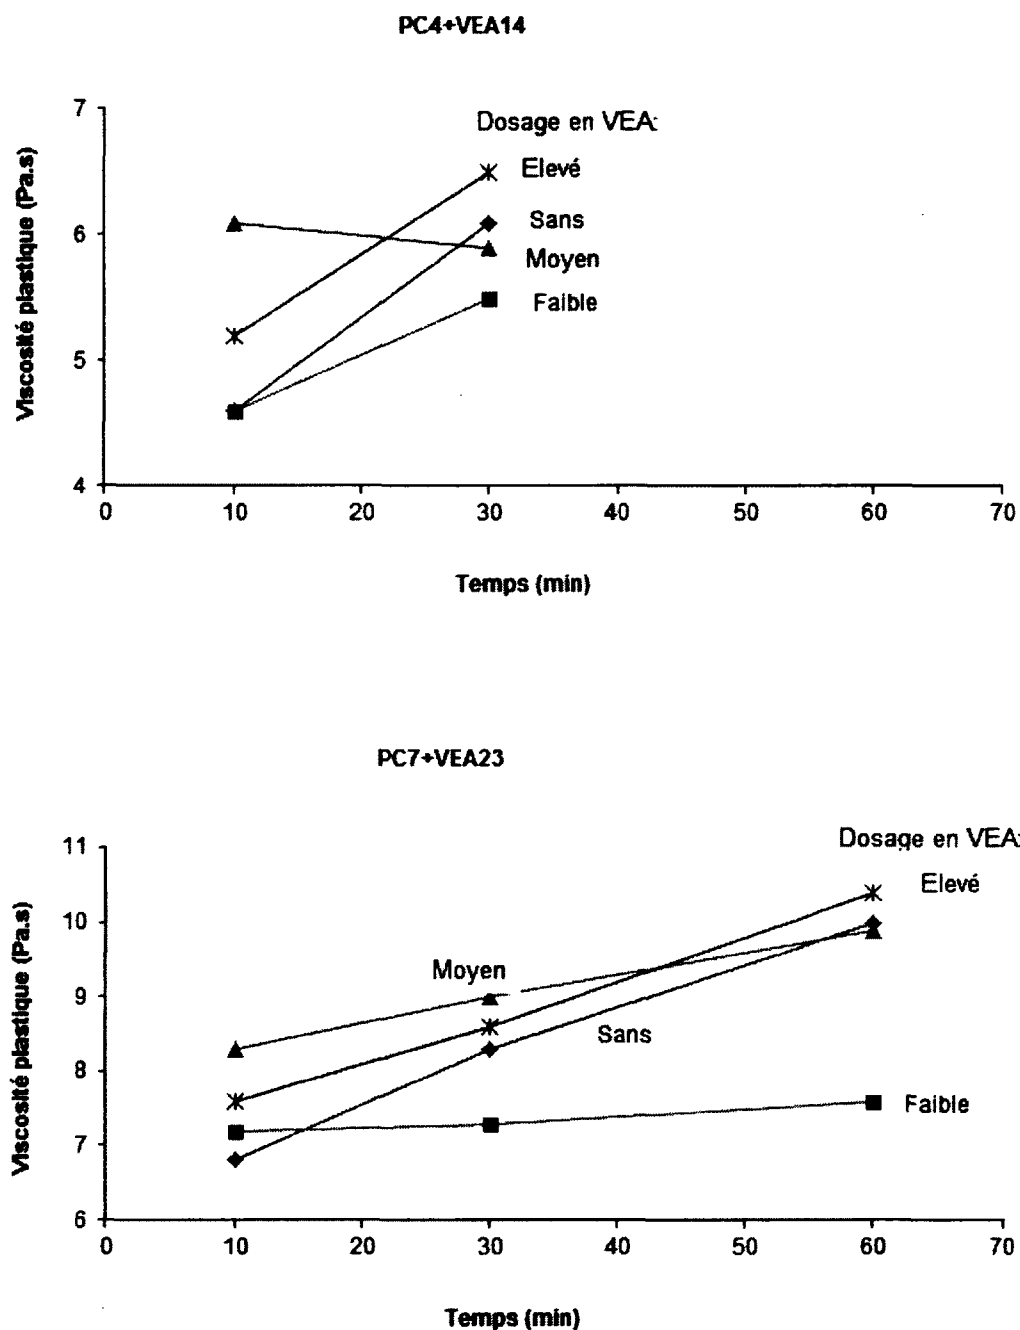 PC4+VEA14
Viscosité plastique (Pa.s)
7
6
5
4
Dosage en VEA:
Elevé
Sans
Moyen
Faible
0 10 20 30 40 50 60 70
Temps (min)
PC7+VEA23
Viscosité plastique (Pa.s)
11
10
9
8
7
6
Dosage en VEA:
Elevé
Moyen
Sans
Faible
0 10 20 30 40 50 60 70
Temps (min)